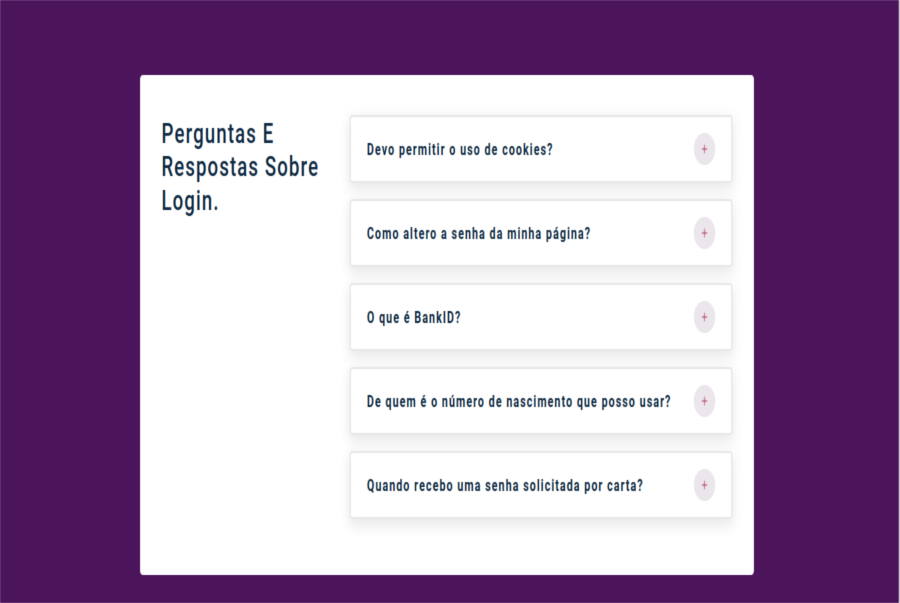 Perguntas E
Respostas Sobre
Login.
Devo permitir o uso de cookies?
+
Como altero a senha da minha página?
+
O que é BankID?
+
De quem é o número de nascimento que posso usar?
+
Quando recebo uma senha solicitada por carta?
+